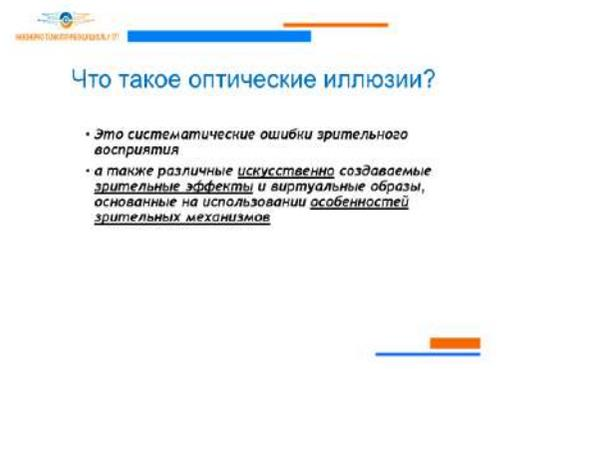 Что такое оптические иллюзии?
• Это систематические ошибки зрительного
восприятия
• а также различные искусственно создаваемые
зрительные эффекты и виртуальные образы,
основанные на использовании особенностей
зрительных механизмов